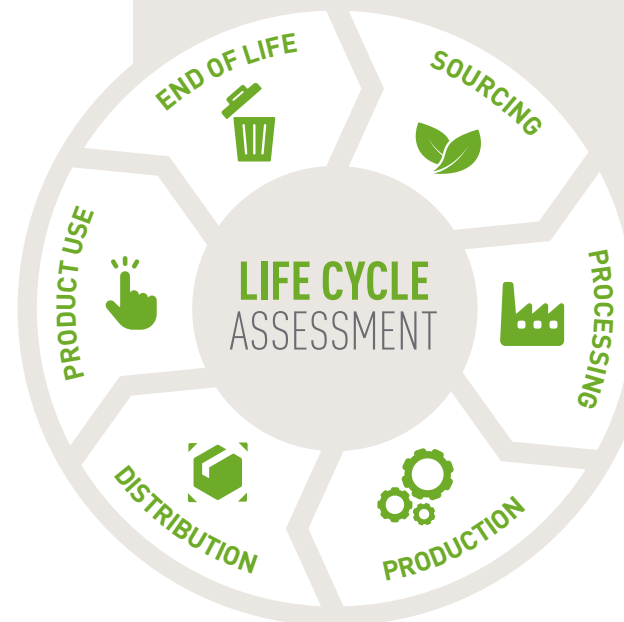 LIFE CYCLE
ASSESSMENT
SOURCING
PROCESSING
PRODUCTION
DISTRIBUTION
PRODUCT USE
END OF LIFE